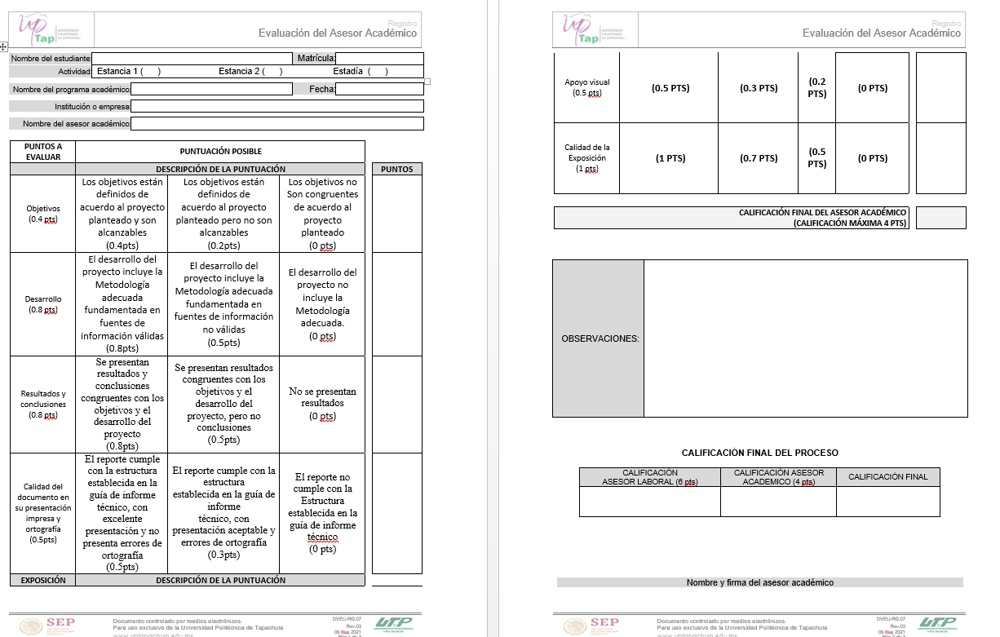 up
Tap
UNIVERSIDAD
POLITÉCNICA
DE TAPACHULA
Registro
Evaluación del Asesor Académico
Nombre del estudiante:
Matrícula:
Actividad:
Estancia 1 (      )
Estancia 2 (      )
Estadía  (      )
Nombre del programa académico:
Fecha:
Institución o empresa:
Nombre del asesor académico:
PUNTOS A
EVALUAR
PUNTUACIÓN POSIBLE
DESCRIPCIÓN DE LA PUNTUACIÓN
PUNTOS
Objetivos
(0.4 pts)
Los objetivos están
definidos de
acuerdo al proyecto
planteado y son
alcanzables
(0.4pts)
Los objetivos están
definidos de
acuerdo al proyecto
planteado pero no son
alcanzables
(0.2pts)
Los objetivos no
Son congruentes
de acuerdo al
proyecto
planteado
(0 pts)
Desarrollo
(0.8 pts)
El desarrollo del
proyecto incluye la
Metodología
adecuada
fundamentada en
fuentes de
información válidas
(0.8pts)
El desarrollo del
proyecto incluye la
Metodología adecuada
fundamentada en
fuentes de información
no válidas
(0.5pts)
El desarrollo del
proyecto no
incluye la
Metodología
adecuada.
(0 pts)
Resultados y
conclusiones
(0.8 pts)
Se presentan
resultados y
conclusiones
congruentes con los
objetivos y el
desarrollo del
proyecto
(0.8pts)
Se presentan resultados
congruentes con los
objetivos y el
desarrollo del
proyecto, pero no
conclusiones
(0.5pts)
No se presentan
resultados
(0 pts)
Calidad del
documento en
su presentación
impresa y
ortografía
(0.5pts)
El reporte cumple
con la estructura
establecida en la
guía de informe
técnico, con
excelente
presentación y no
presenta errores de
ortografía
(0.5pts)
El reporte cumple con la
estructura
establecida en la guía de
informe
técnico, con
presentación aceptable y
errores de ortografía
(0.3pts)
El reporte no
cumple con la
Estructura
establecida en la
guía de informe
técnico
(0 pts)
EXPOSICIÓN
DESCRIPCIÓN DE LA PUNTUACIÓN
SEP
Documento controlado por medios electrónicos.
Para uso exclusivo de la Universidad Politécnica de Tapachula
www.uptapachula.edu.mx
DVEU-RG.07
Rev.03
09 Sep 2021
UTP
up
Tap
UNIVERSIDAD
POLITÉCNICA
DE TAPACHULA
Registro
Evaluación del Asesor Académico
Apoyo visual
(0.5 pts)
(0.5 PTS)
(0.3 PTS)
(0.2
PTS)
(0 PTS)
Calidad de la
Exposición
(1 pts)
(1 PTS)
(0.7 PTS)
(0.5
PTS)
(0 PTS)
CALIFICACIÓN FINAL DEL ASESOR ACADÉMICO
(CALIFICACIÓN MÁXIMA 4 PTS)
OBSERVACIONES:
CALIFICACIÓN FINAL DEL PROCESO
CALIFICACIÓN
ASESOR LABORAL (6 pts)
CALIFICACIÓN ASESOR
ACADEMICO (4 pts)
CALIFICACIÓN FINAL
Nombre y firma del asesor académico
SEP
Documento controlado por medios electrónicos.
Para uso exclusivo de la Universidad Politécnica de Tapachula
www.uptapachula.edu.mx
DVEU-RG.07
Rev.03
09 Sep 2021
UTP